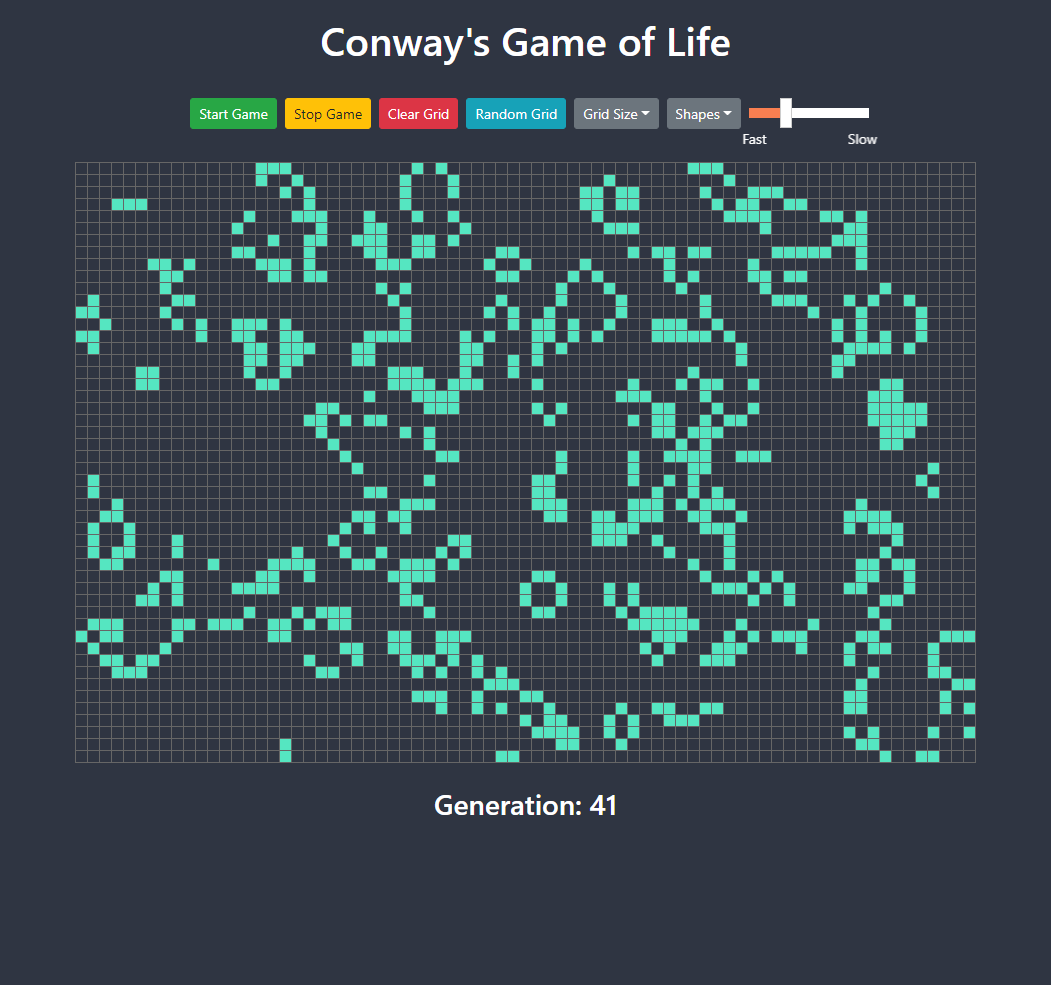 Conway's Game of Life
Start Game Stop Game Clear Grid Random Grid Grid Size Shapes
Fast Slow
Generation: 41